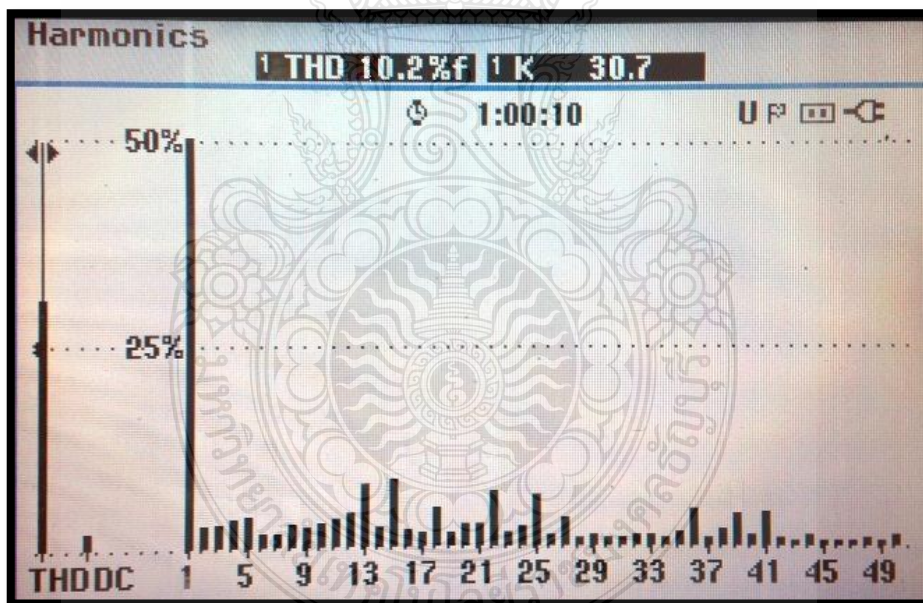 Harmonics
1 THD 10.2%f 1 K 30.7
1:00:10 U
50%
25%
THD DC 1 5 9 13 17 21 25 29 33 37 41 45 49